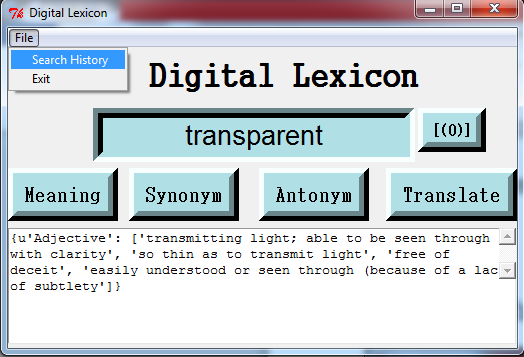 Digital Lexicon
File
Search History
Exit
Digital Lexicon
transparent
[(O)]
Meaning
Synonym
Antonym
Translate
{u'Adjective': ['transmitting light; able to be seen through
with clarity', 'so thin as to transmit light', 'free of
deceit', 'easily understood or seen through (because of a lac
of subtlety']}